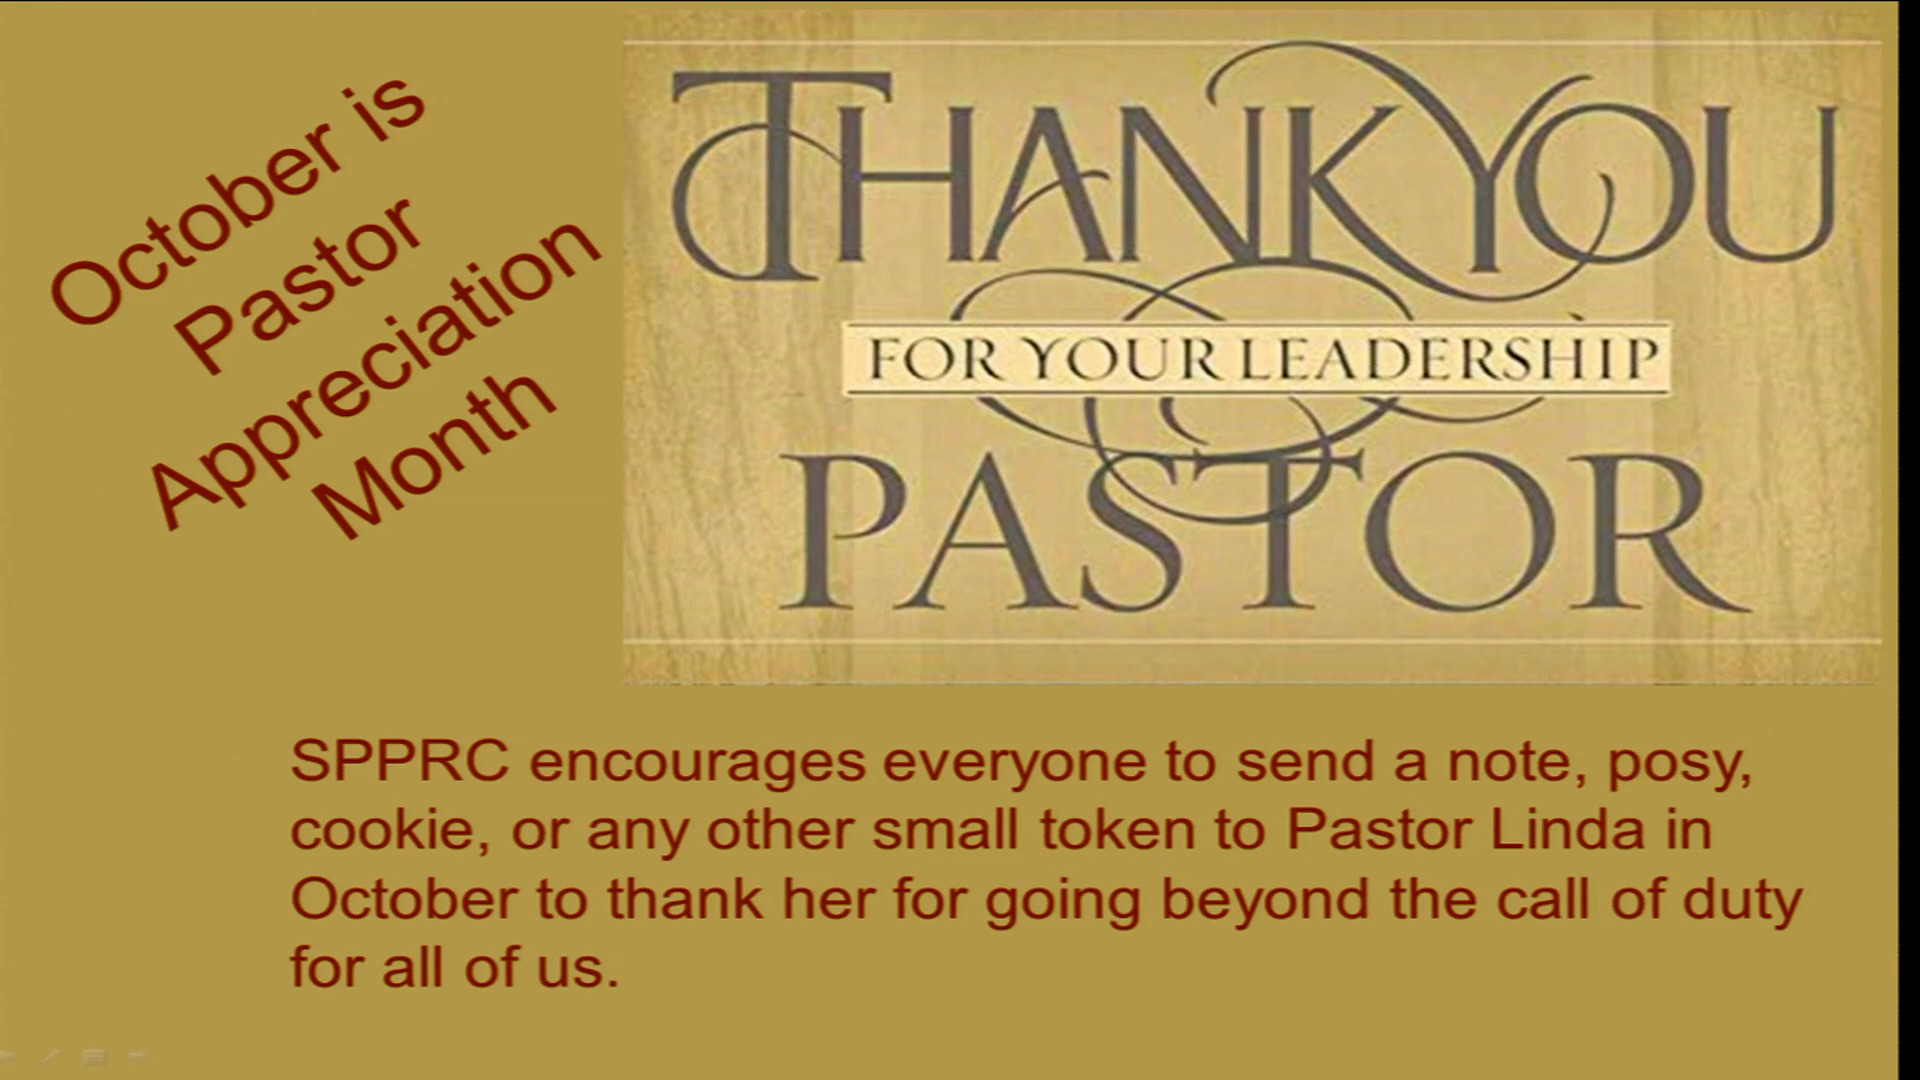 October is
Pastor
Appreciation
Month
THANK YOU
FOR YOUR LEADERSHIP
PASTOR
SPPRC encourages everyone to send a note, posy,
cookie, or any other small token to Pastor Linda in
October to thank her for going beyond the call of duty
for all of us.